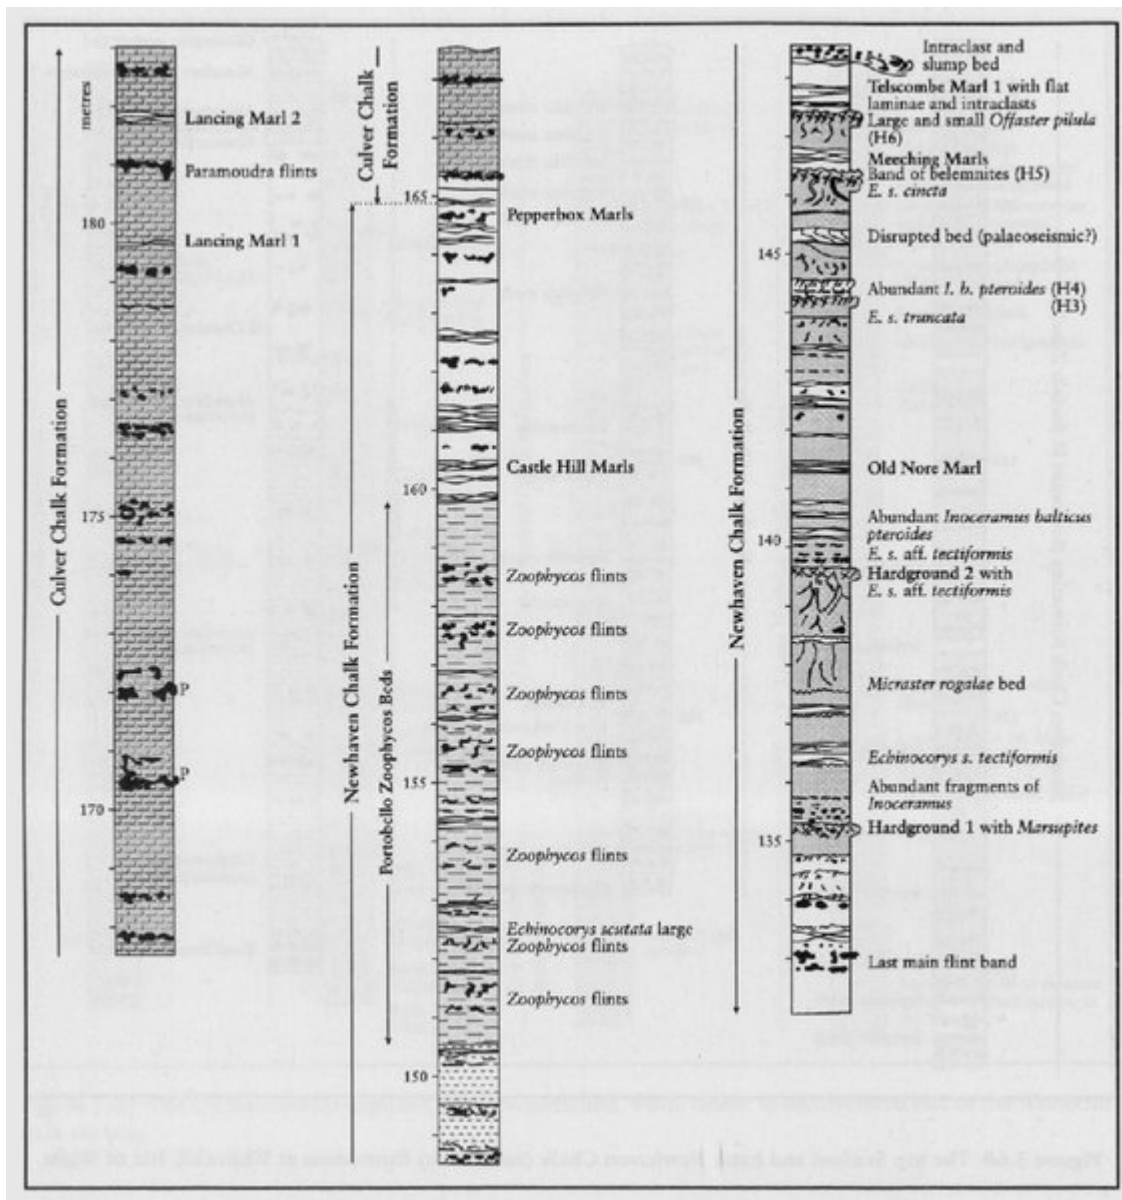 metres
Culver Chalk Formation
Lancing Marl 2
Paramoudra flints
180
Lancing Marl 1
175
P
P
170
Culver Chalk
Formation
165
Newhaven Chalk Formation
Portobello Zoophycos Beds
Pepperbox Marls
Castle Hill Marls
160
Zoophycos flints
Zoophycos flints
Zoophycos flints
Zoophycos flints
155
Zoophycos flints
Echinocorys scutata large
Zoophycos flints
Zoophycos flints
150
Newhaven Chalk Formation
Intraclast and
slump bed
Telscombe Marl 1 with flat
laminae and intraclasts
Large and small Offaster pilula
(H6)
Meeching Marls
Band of belemnites (H5)
E. s. cincta
Disrupted bed (palaeoseismic?)
145
Abundant I. b. pteroides (H4)
(H3)
E. s. truncata
Old Nore Marl
Abundant Inoceramus balticus
pteroides
140
E. s. aff. tectiformis
Hardground 2 with
E. s. aff. tectiformis
Micraster rogalae bed
Echinocorys s. tectiformis
Abundant fragments of
Inoceramus
Hardground 1 with Marsupites
135
Last main flint band